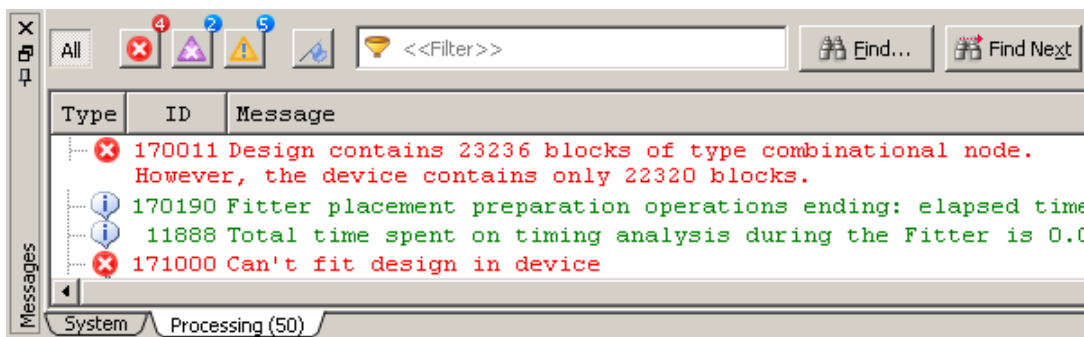 4 2 5
All <<Filter>> Find... Find Next
Type ID Message
170011 Design contains 23236 blocks of type combinational node.
However, the device contains only 22320 blocks.
170190 Fitter placement preparation operations ending: elapsed time
11888 Total time spent on timing analysis during the Fitter is 0.0
171000 Can't fit design in device
Messages
System Processing (50)